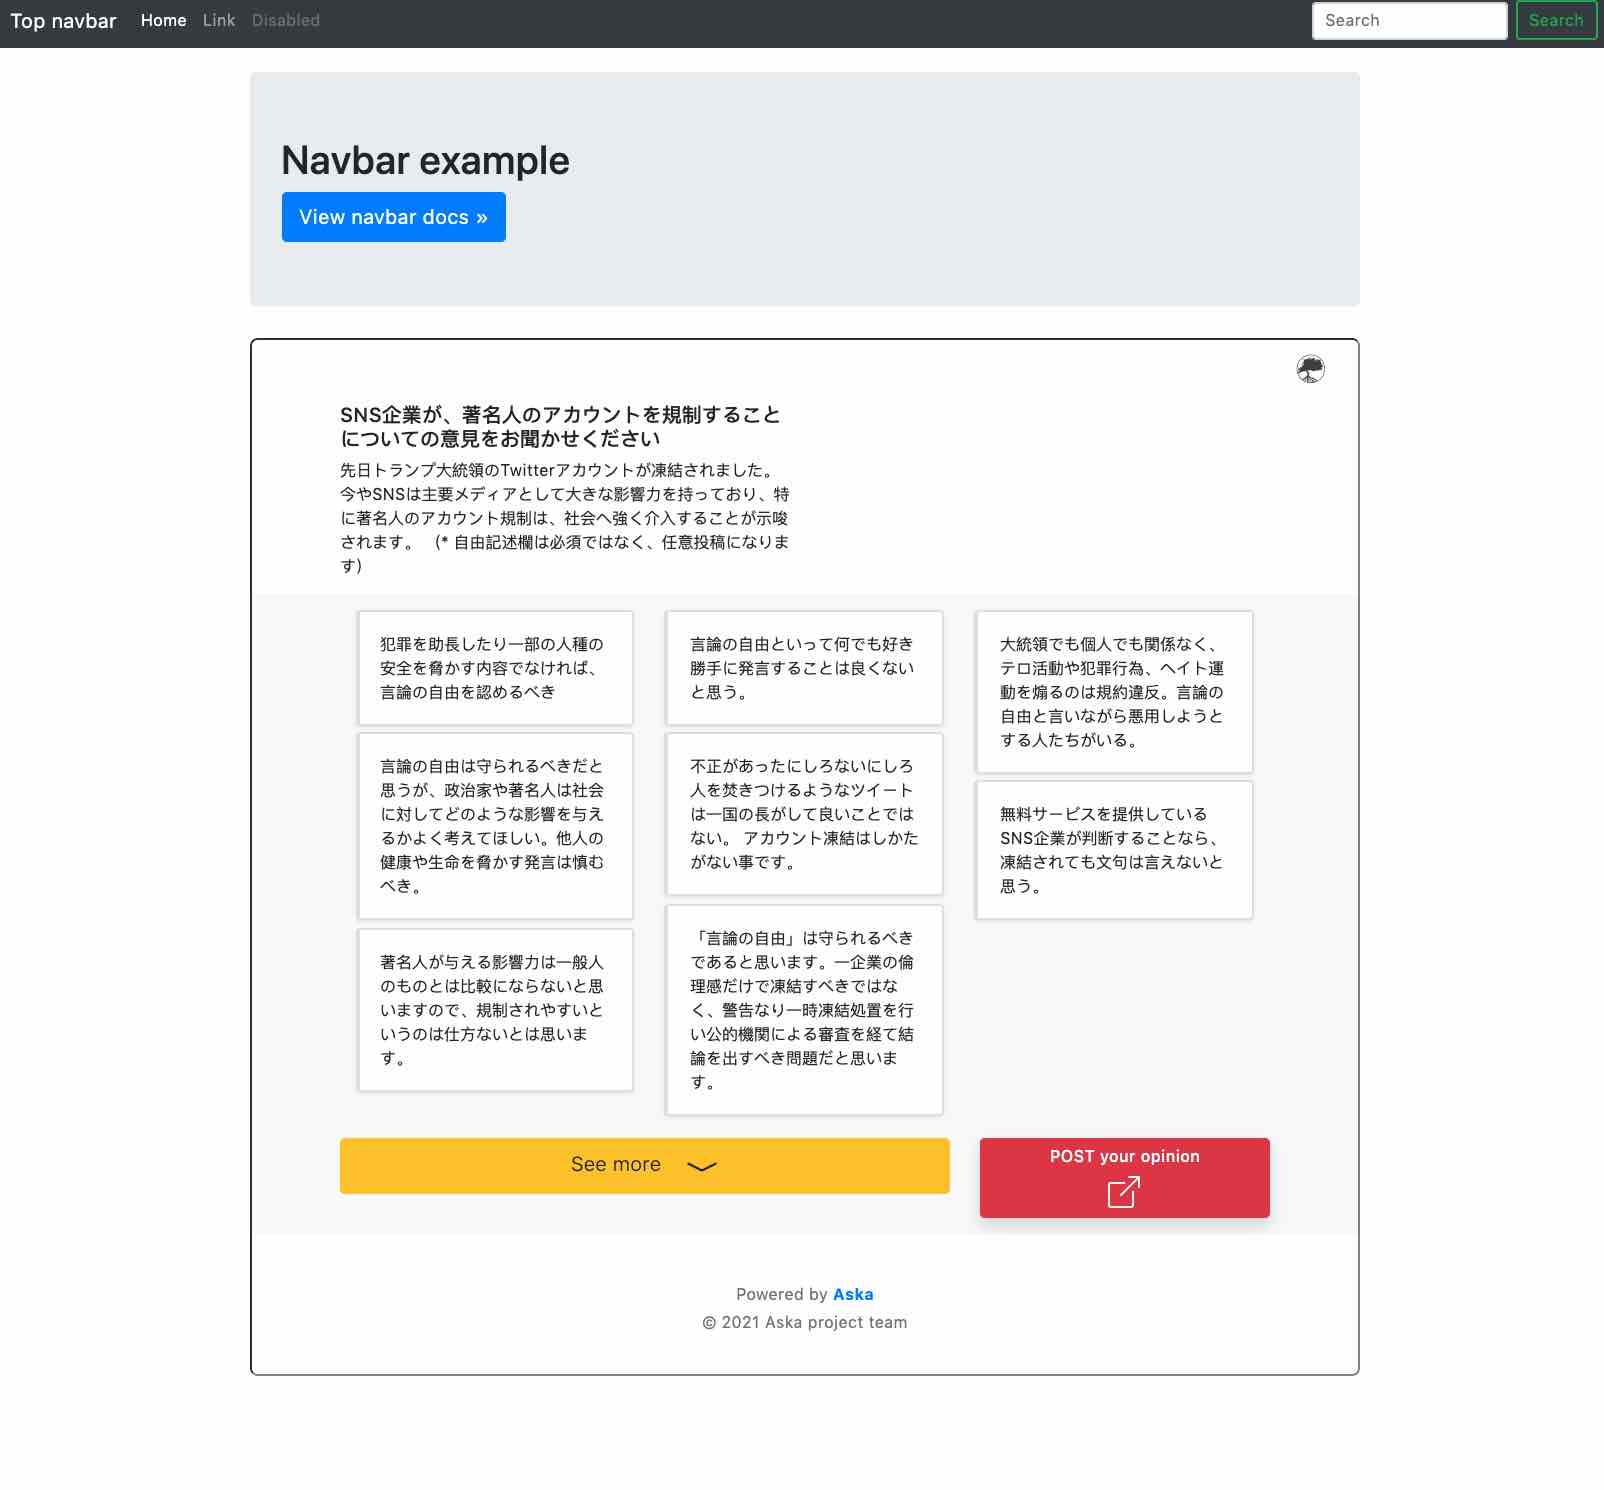 Top navbar Home Link Disabled Search Search
Navbar example
View navbar docs »
SNS企業が、著名人のアカウントを規制すること
についての意見をお聞かせください
先日トランプ大統領のTwitterアカウントが凍結されました。
今やSNSは主要メディアとして大きな影響力を持っており、特
に著名人のアカウント規制は、社会へ強く介入することが示唆
されます。 （* 自由記述欄は必須ではなく、任意投稿になりま
す）
犯罪を助長したり一部の人種の
安全を脅かす内容でなければ、
言論の自由を認めるべき
言論の自由は守られるべきだと
思うが、政治家や著名人は社会
に対してどのような影響を与え
るかよく考えてほしい。他人の
健康や生命を脅かす発言は慎む
べき。
著名人が与える影響力は一般人
のものとは比較にならないと思
いますので、規制されやすいと
いうのは仕方ないとは思いま
す。
言論の自由といって何でも好き
勝手に発言することは良くない
と思う。
不正があったにしろないにしろ
人を焚きつけるようなツイート
は一国の長がして良いことでは
ない。 アカウント凍結はしかた
がない事です。
「言論の自由」は守られるべき
であると思います。一企業の倫
理感だけで凍結すべきではな
く、警告なり一時凍結処置を行
い公的機関による審査を経て結
論を出すべき問題だと思いま
す。
大統領でも個人でも関係なく、
テロ活動や犯罪行為、ヘイト運
動を煽るのは規約違反。言論の
自由と言いながら悪用しようと
する人たちがいる。
無料サービスを提供している
SNS企業が判断することなら、
凍結されても文句は言えないと
思う。
See more
POST your opinion
Powered by Aska
© 2021 Aska project team